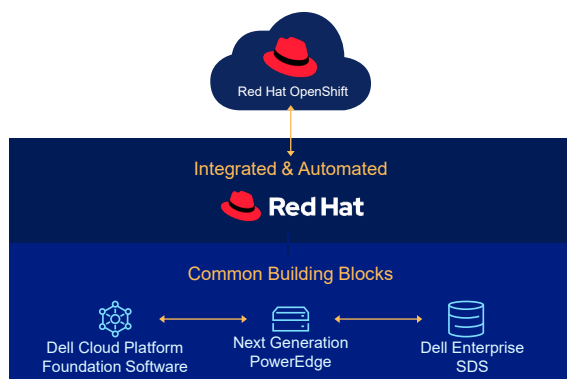 Red Hat OpenShift
Integrated & Automated
Red Hat
Common Building Blocks
Dell Cloud Platform
Foundation Software
Next Generation
PowerEdge
Dell Enterprise
SDS